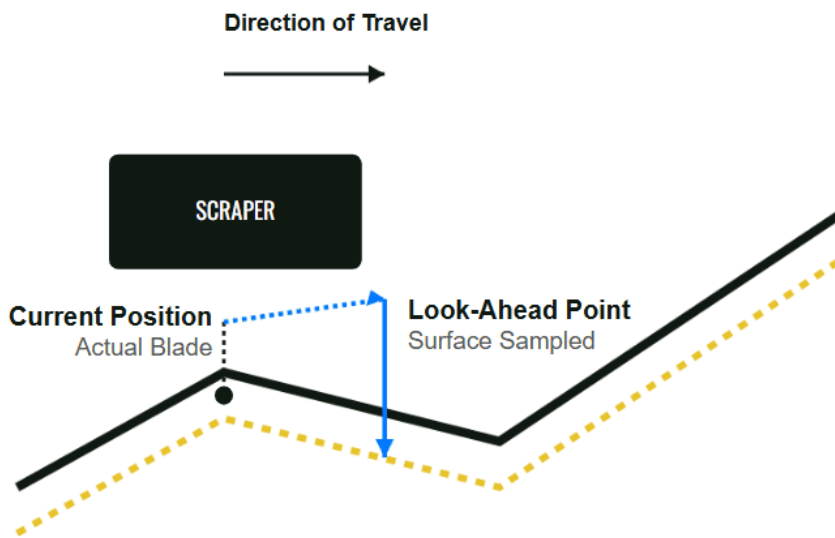 Direction of Travel
SCRAPER
Current Position
Actual Blade
Look-Ahead Point
Surface Sampled